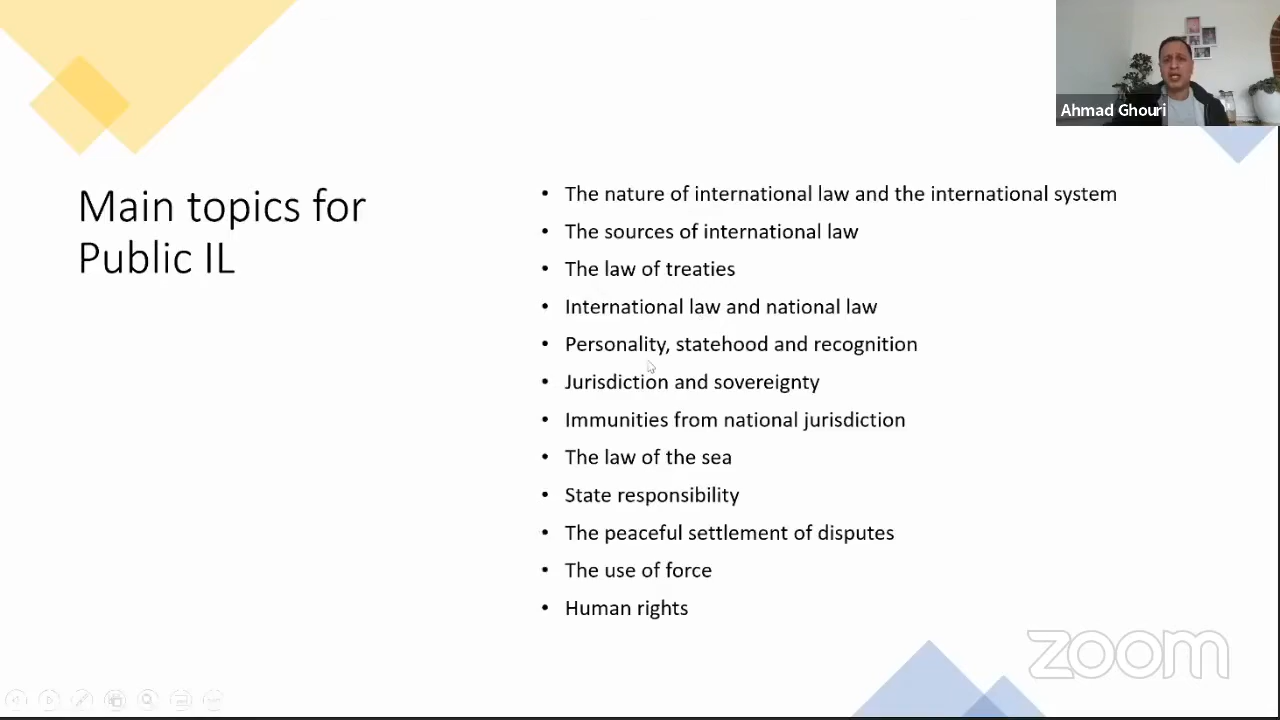 Ahmad Ghouri
Main topics for
Public IL
• The nature of international law and the international system
• The sources of international law
• The law of treaties
• International law and national law
• Personality, statehood and recognition
• Jurisdiction and sovereignty
• Immunities from national jurisdiction
• The law of the sea
• State responsibility
• The peaceful settlement of disputes
• The use of force
• Human rights
zoom